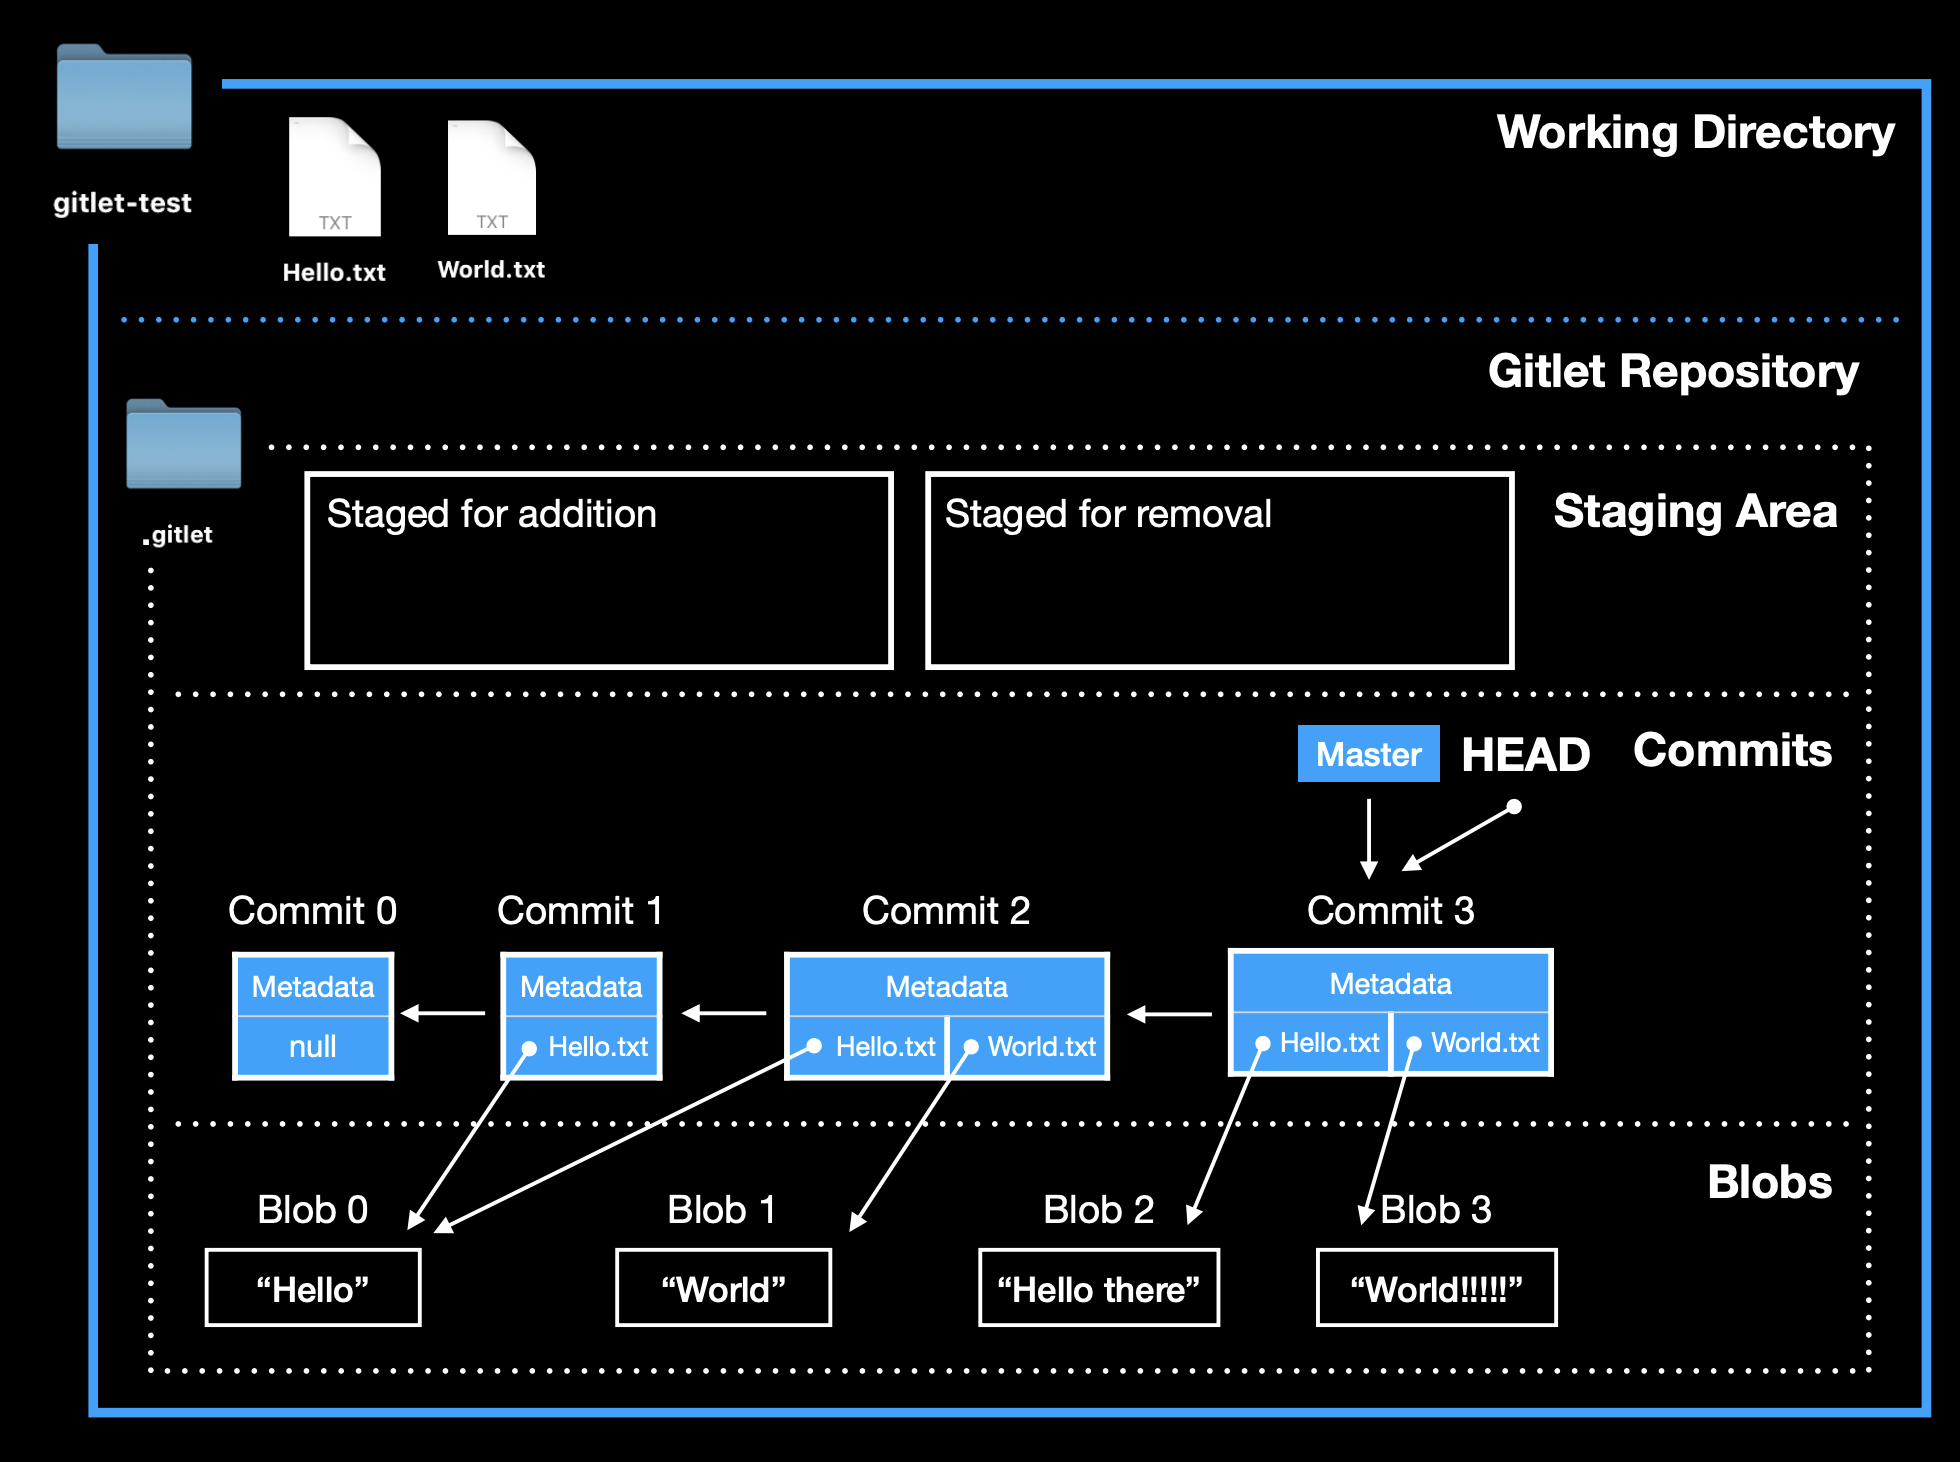 gitlet-test
Working Directory
TXT
TXT
Hello.txt
World.txt
Gitlet Repository
.gitlet
Staged for addition
Staged for removal
Staging Area
Master
HEAD
Commits
Commit 0
Commit 1
Commit 2
Commit 3
Metadata
null
Metadata
Hello.txt
Metadata
Hello.txt
World.txt
Metadata
Hello.txt
World.txt
Blobs
Blob 0
Blob 1
Blob 2
Blob 3
“Hello”
“World”
“Hello there”
“World!!!!!”